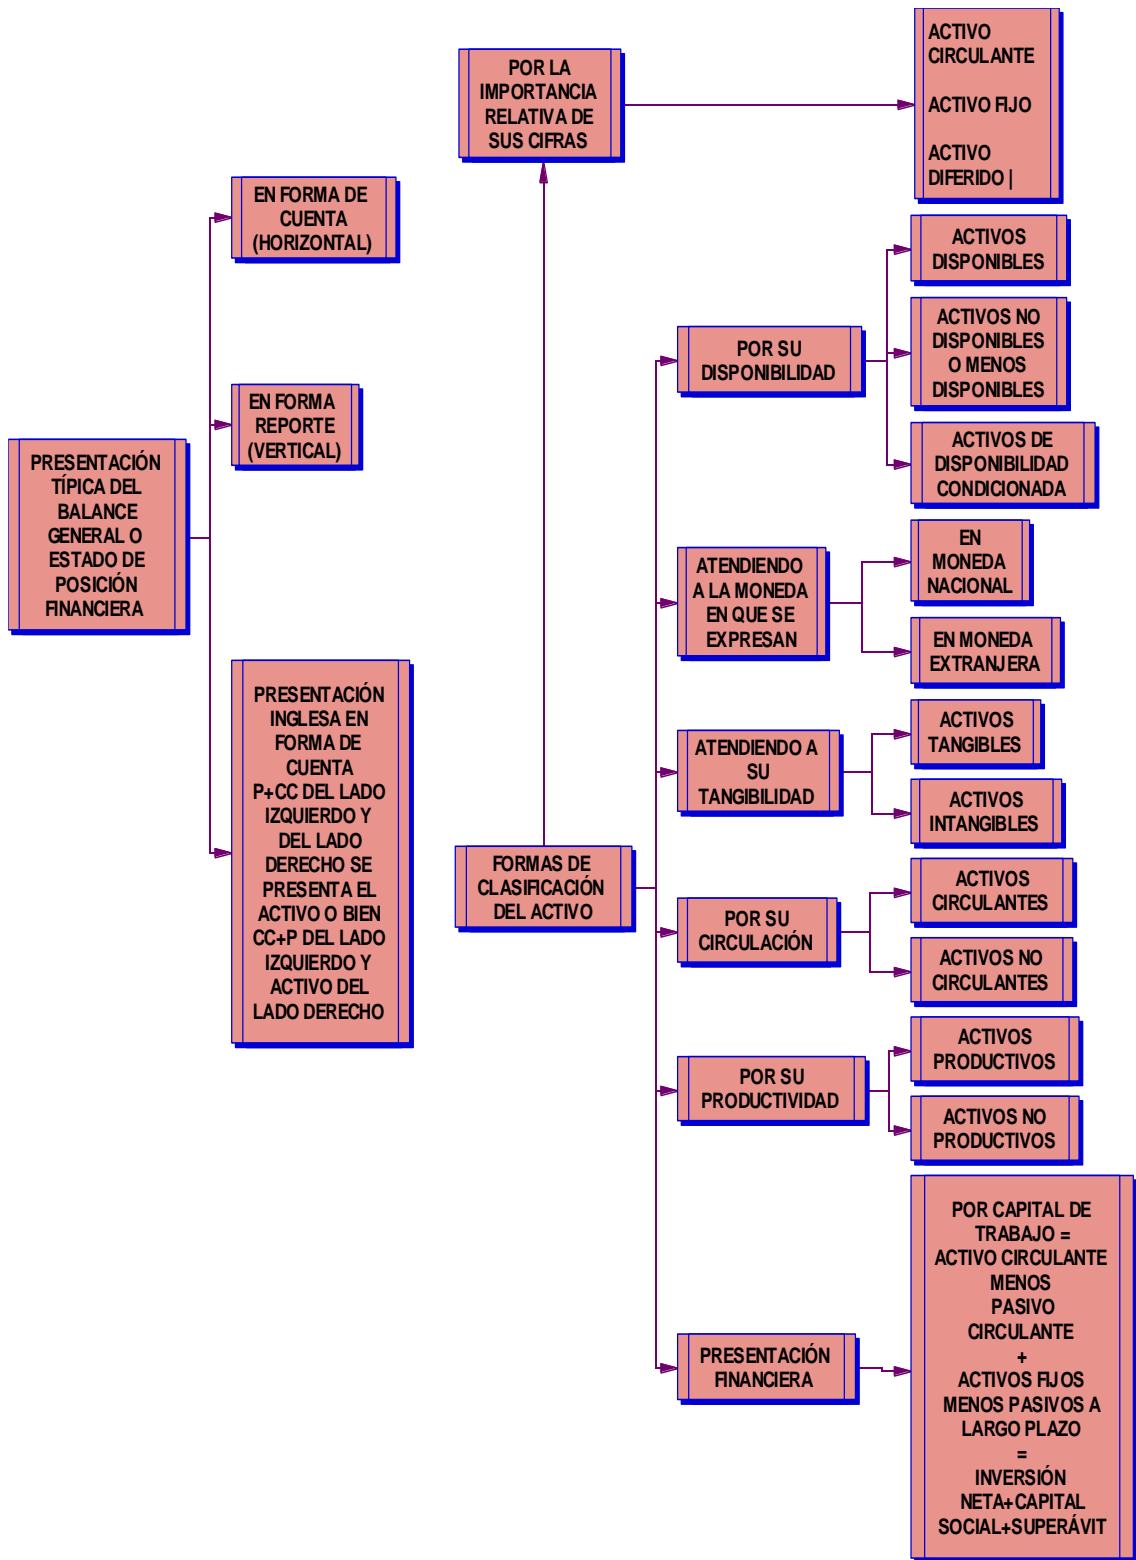 PRESENTACIÓN
TÍPICA DEL
BALANCE
GENERAL O
ESTADO DE
POSICIÓN
FINANCIERA
EN FORMA DE
CUENTA
(HORIZONTAL)
EN FORMA
REPORTE
(VERTICAL)
PRESENTACIÓN
INGLESA EN
FORMA DE
CUENTA
P+CC DEL LADO
IZQUIERDO Y
DEL LADO
DERECHO SE
PRESENTA EL
ACTIVO O BIEN
CC+P DEL LADO
IZQUIERDO Y
ACTIVO DEL
LADO DERECHO
FORMAS DE
CLASIFICACIÓN
DEL ACTIVO
POR LA
IMPORTANCIA
RELATIVA DE
SUS CIFRAS
ACTIVO
CIRCULANTE
ACTIVO FIJO
ACTIVO
DIFERIDO |
POR SU
DISPONIBILIDAD
ACTIVOS
DISPONIBLES
ACTIVOS NO
DISPONIBLES
O MENOS
DISPONIBLES
ACTIVOS DE
DISPONIBILIDAD
CONDICIONADA
ATENDIENDO
A LA MONEDA
EN QUE SE
EXPRESAN
EN
MONEDA
NACIONAL
EN MONEDA
EXTRANJERA
ATENDIENDO A
SU
TANGIBILIDAD
ACTIVOS
TANGIBLES
ACTIVOS
INTANGIBLES
POR SU
CIRCULACIÓN
ACTIVOS
CIRCULANTES
ACTIVOS NO
CIRCULANTES
POR SU
PRODUCTIVIDAD
ACTIVOS
PRODUCTIVOS
ACTIVOS NO
PRODUCTIVOS
PRESENTACIÓN
FINANCIERA
POR CAPITAL DE
TRABAJO =
ACTIVO CIRCULANTE
MENOS
PASIVO
CIRCULANTE
+
ACTIVOS FIJOS
MENOS PASIVOS A
LARGO PLAZO
=
INVERSIÓN
NETA+CAPITAL
SOCIAL+SUPERÁVIT